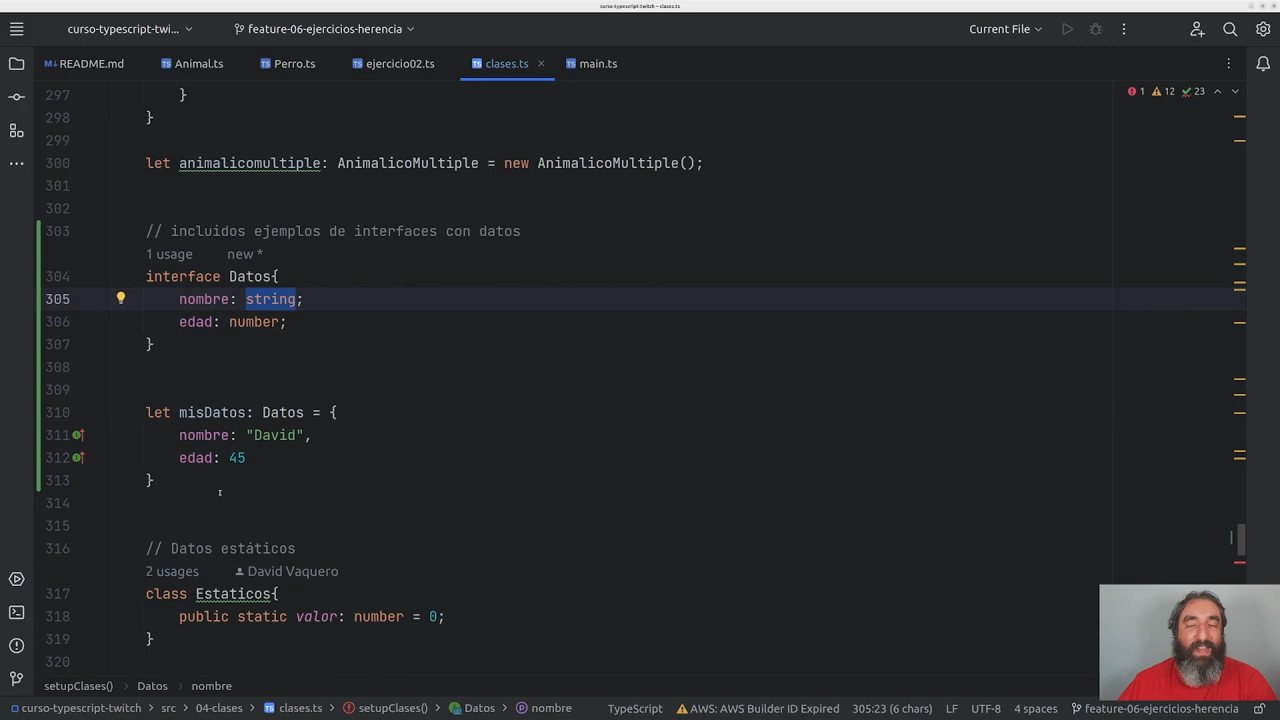 curso-typescript-twitch – clases.ts
curso-typescript-twi... feature-06-ejercicios-herencia Current File
README.md Animal.ts Perro.ts ejercicio02.ts clases.ts main.ts
1 12 23
297 }
298 }
299
300 let animalicomultiple: AnimalicoMultiple = new AnimalicoMultiple();
301
302
303 // incluidos ejemplos de interfaces con datos
1 usage new *
304 interface Datos{
305 nombre: string;
306 edad: number;
307 }
308
309
310 let misDatos: Datos = {
311 nombre: "David",
312 edad: 45
313 }
314
315
316 // Datos estáticos
2 usages David Vaquero
317 class Estaticos{
318 public static valor: number = 0;
319 }
320
setupClases() Datos nombre
curso-typescript-twitch src 04-clases clases.ts setupClases() Datos nombre TypeScript AWS: AWS Builder ID Expired 305:23 (6 chars) LF UTF-8 4 spaces feature-06-ejercicios-herencia